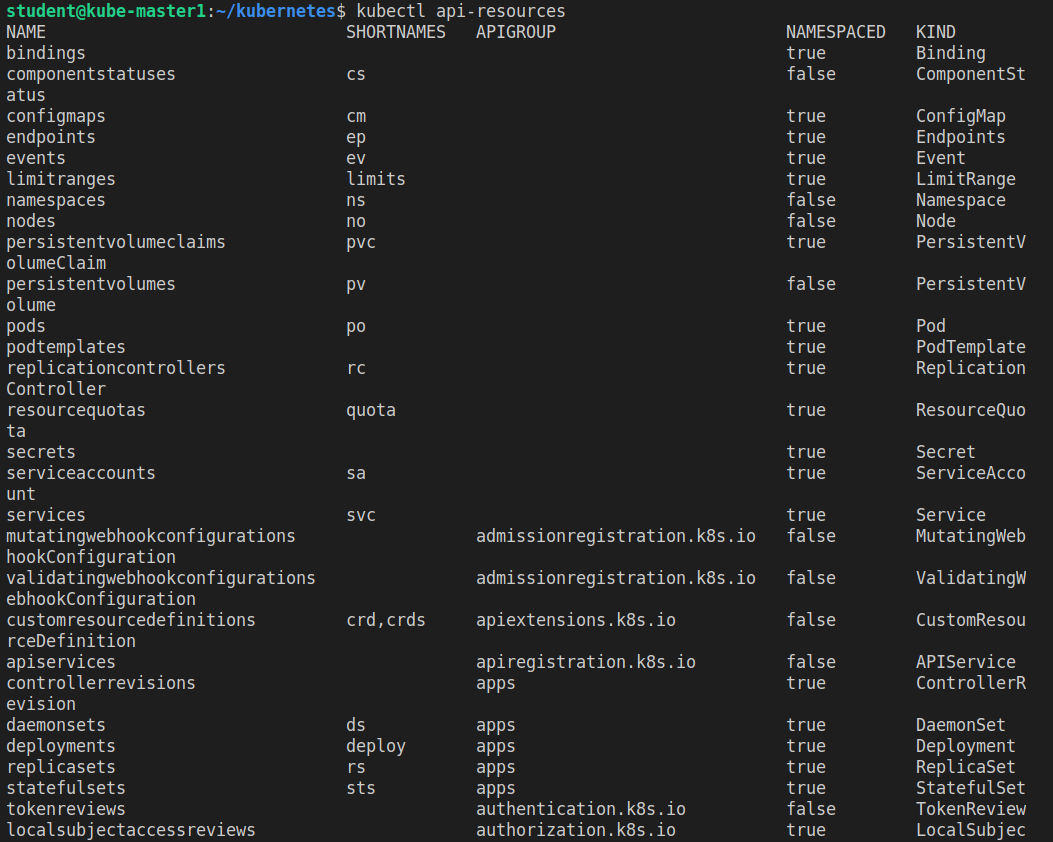 student@kube-master1:~/kubernetes$ kubectl api-resources
NAME                              SHORTNAMES   APIGROUP                       NAMESPACED   KIND
bindings                                                                      true         Binding
componentstatuses                 cs                                          false        ComponentSt
atus
configmaps                        cm                                          true         ConfigMap
endpoints                         ep                                          true         Endpoints
events                            ev                                          true         Event
limitranges                       limits                                      true         LimitRange
namespaces                        ns                                          false        Namespace
nodes                             no                                          false        Node
persistentvolumeclaims            pvc                                         true         PersistentV
olumeClaim
persistentvolumes                 pv                                          false        PersistentV
olume
pods                              po                                          true         Pod
podtemplates                                                                  true         PodTemplate
replicationcontrollers            rc                                          true         Replication
Controller
resourcequotas                    quota                                       true         ResourceQuo
ta
secrets                                                                       true         Secret
serviceaccounts                   sa                                          true         ServiceAcco
unt
services                          svc                                         true         Service
mutatingwebhookconfigurations                  admissionregistration.k8s.io   false        MutatingWeb
hookConfiguration
validatingwebhookconfigurations                admissionregistration.k8s.io   false        ValidatingW
ebhookConfiguration
customresourcedefinitions         crd,crds     apiextensions.k8s.io           false        CustomResou
rceDefinition
apiservices                                    apiregistration.k8s.io         false        APIService
controllerrevisions                            apps                           true         ControllerR
evision
daemonsets                        ds           apps                           true         DaemonSet
deployments                       deploy       apps                           true         Deployment
replicasets                       rs           apps                           true         ReplicaSet
statefulsets                      sts          apps                           true         StatefulSet
tokenreviews                                   authentication.k8s.io          false        TokenReview
localsubjectaccessreviews                      authorization.k8s.io           true         LocalSubjec